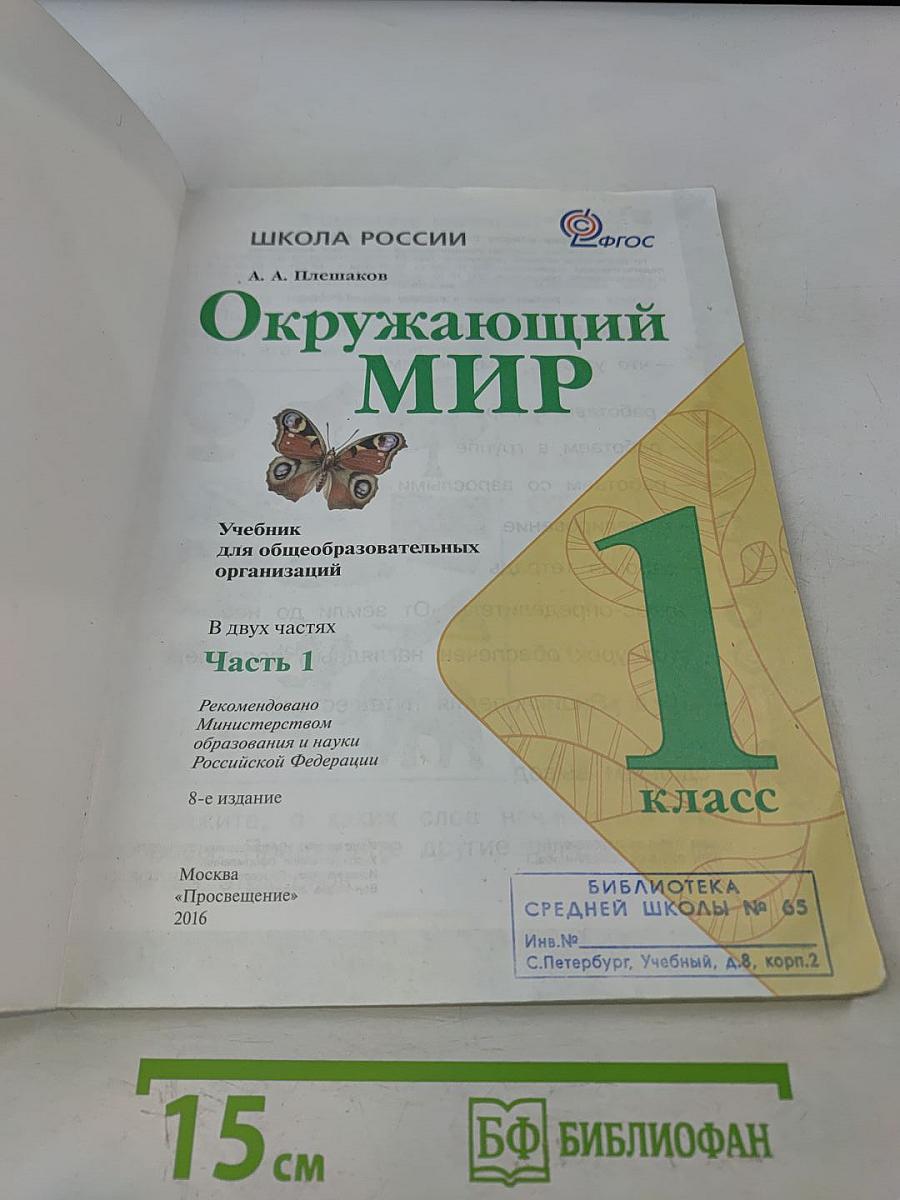 ШКОЛА РОССИИ
ФГОС
А. А. Плешаков
Окружающий
МИР
Учебник
для общеобразовательных
организаций
В двух частях
Часть 1
Рекомендовано
Министерством
образования и науки
Российской Федерации
8-е издание
1
класс
Москва
«Просвещение»
2016
БИБЛИОТЕКА
СРЕДНЕЙ ШКОЛЫ № 65
Инв.№
С.Петербург, Учебный, д.8, корп.2
15 см
БФ БИБЛИОФАН